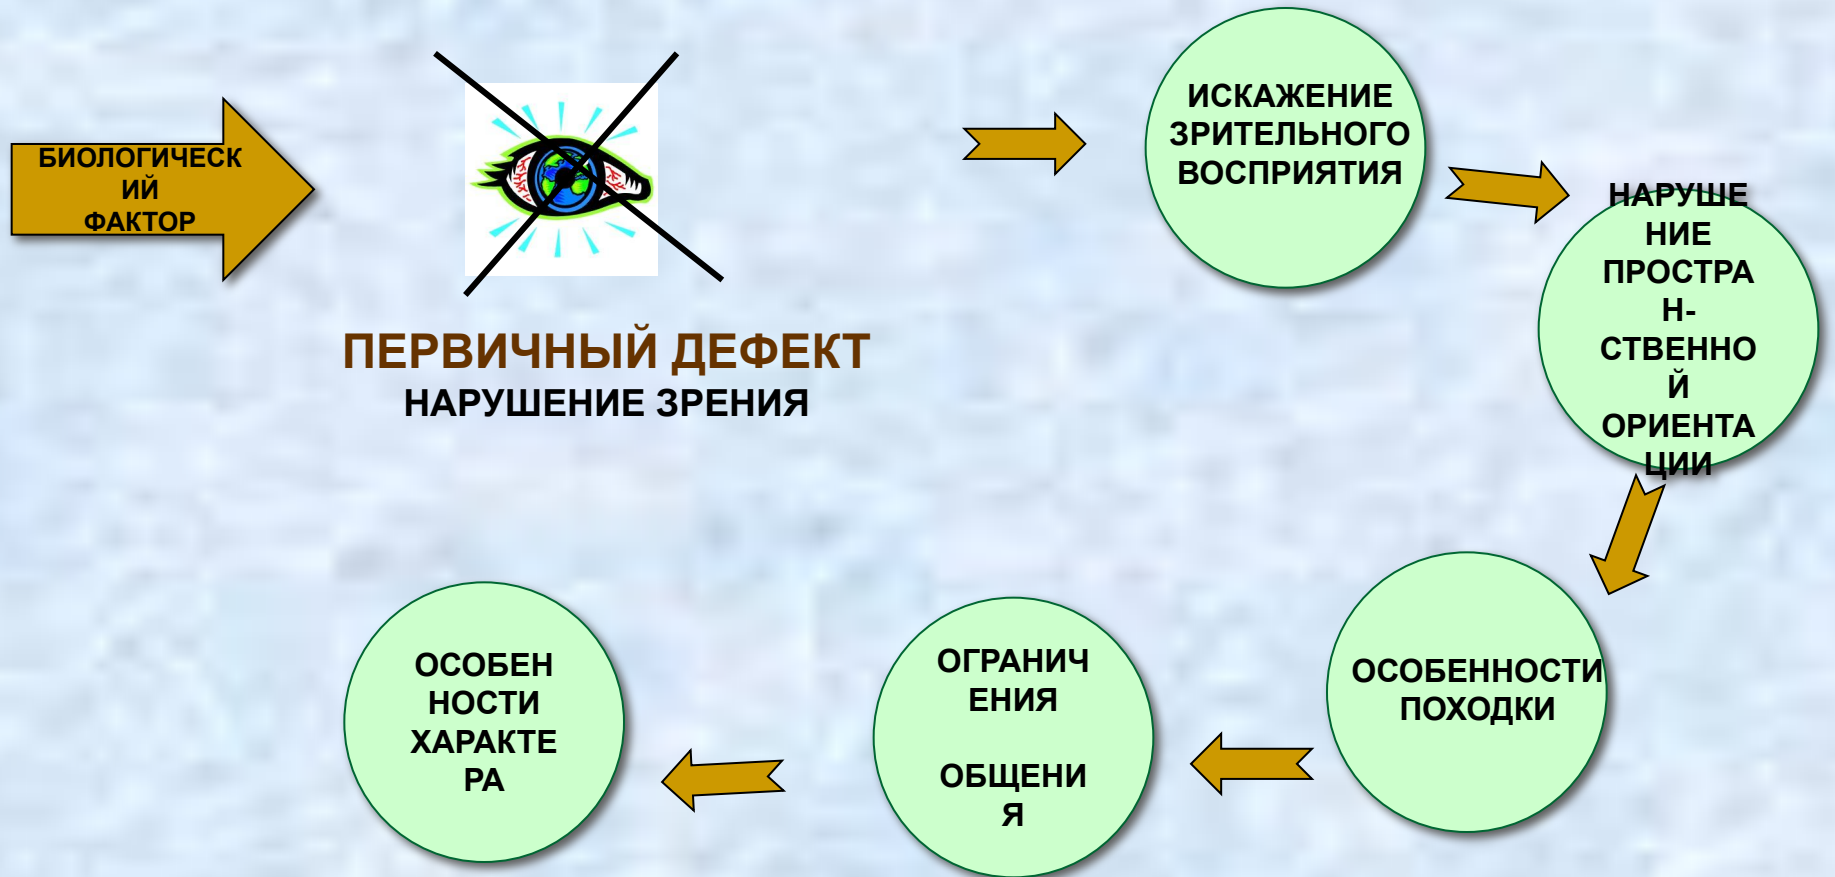 БИОЛОГИЧЕСК
ИЙ
ФАКТОР
ПЕРВИЧНЫЙ ДЕФЕКТ
НАРУШЕНИЕ ЗРЕНИЯ
ИСКАЖЕНИЕ
ЗРИТЕЛЬНОГО
ВОСПРИЯТИЯ
НАРУШЕ
НИЕ
ПРОСТРА
Н-
СТВЕННО
Й
ОРИЕНТА
ЦИИ
ОСОБЕННОСТИ
ПОХОДКИ
ОГРАНИЧ
ЕНИЯ
ОБЩЕНИ
Я
ОСОБЕН
НОСТИ
ХАРАКТЕ
РА